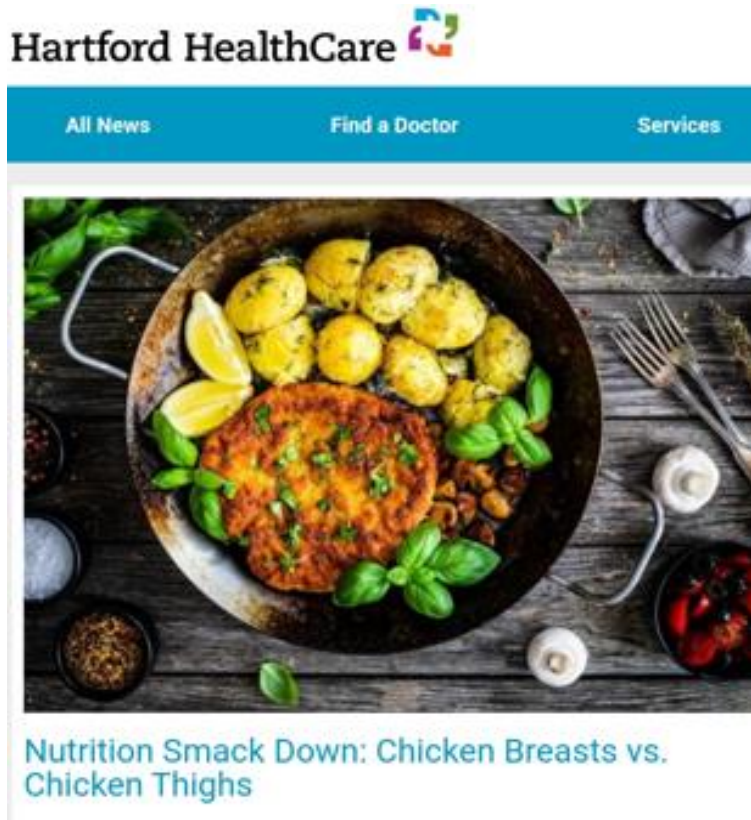 Hartford HealthCare
All News Find a Doctor Services
Nutrition Smack Down: Chicken Breasts vs.
Chicken Thighs